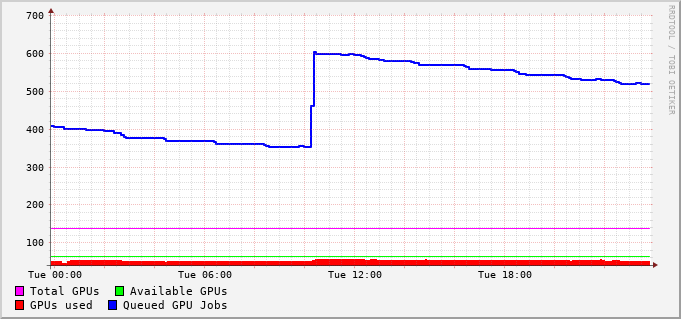 700
600
500
400
300
200
100
Tue 00:00 Tue 06:00 Tue 12:00 Tue 18:00
Total GPUs Available GPUs
GPUs used Queued GPU Jobs
RRDTOOL / TOBI OETIKER